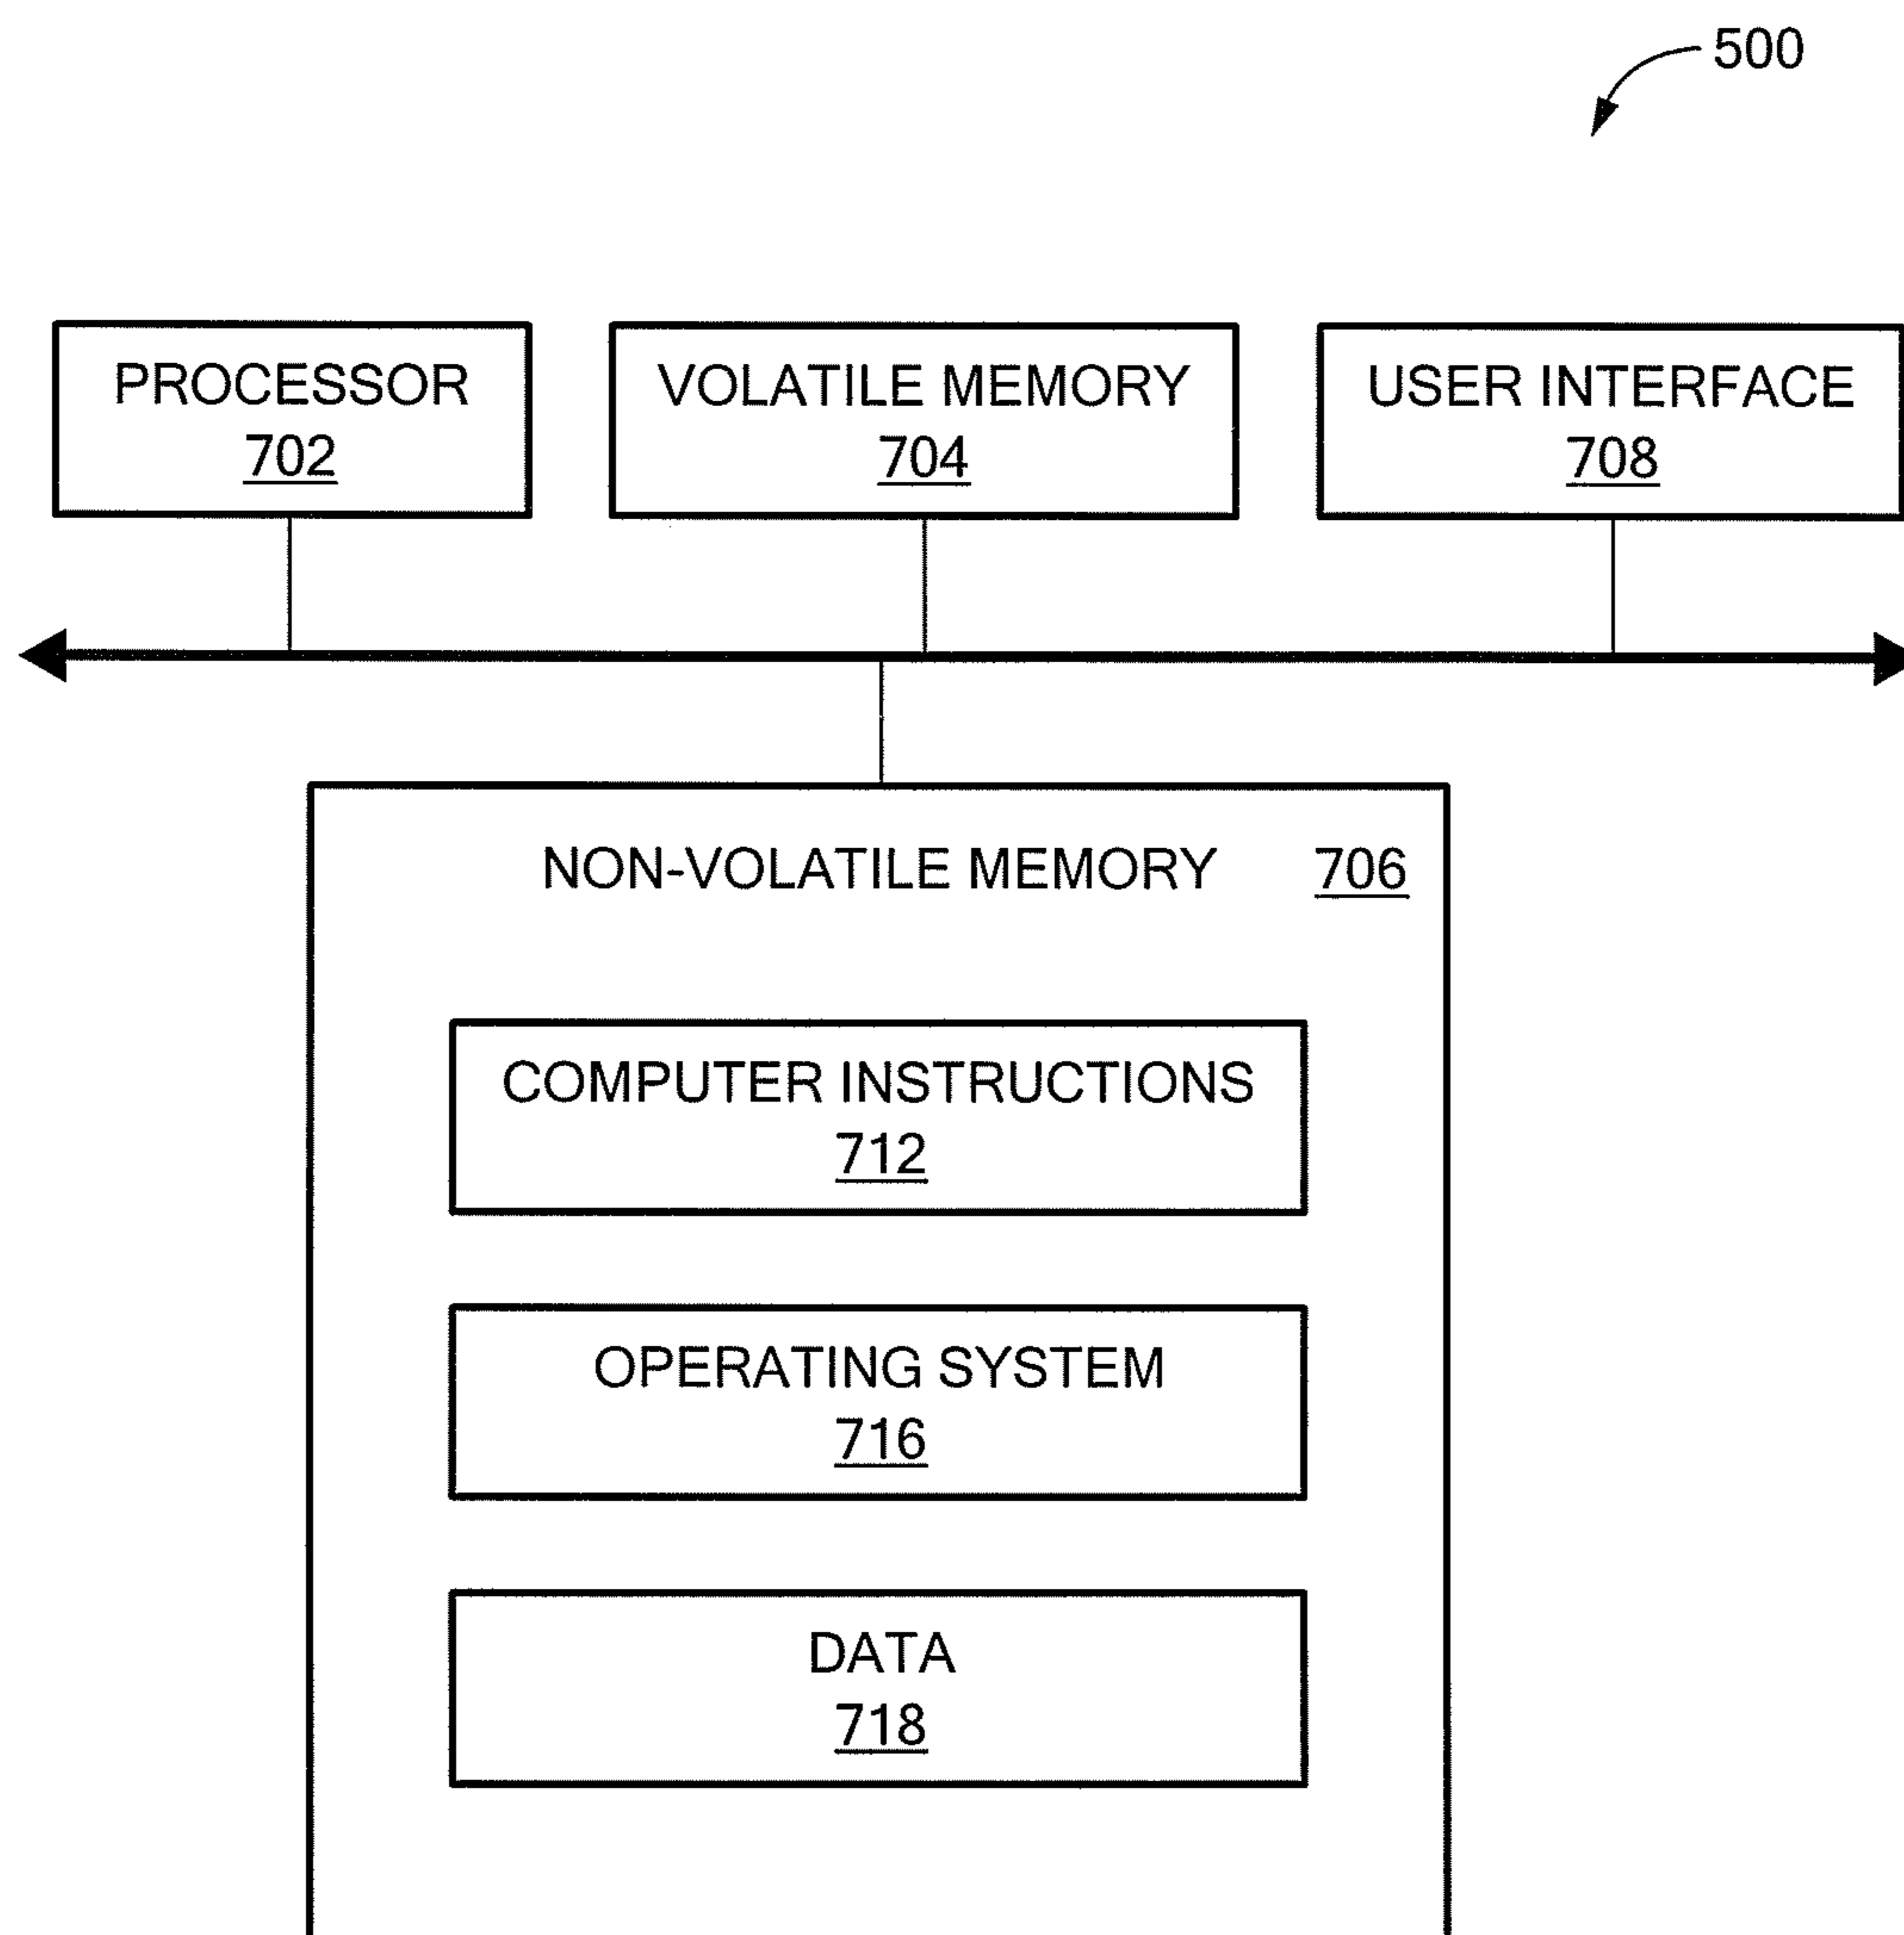 500
PROCESSOR
702
VOLATILE MEMORY
704
USER INTERFACE
708
NON-VOLATILE MEMORY 706
COMPUTER INSTRUCTIONS
712
OPERATING SYSTEM
716
DATA
718